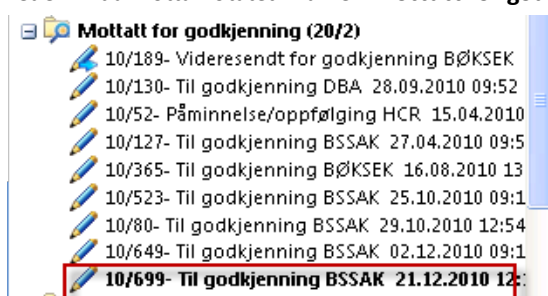 Mottatt for godkjenning (20/2)
10/189- Videresendt for godkjenning BØKSEK
10/130- Til godkjenning DBA 28.09.2010 09:52
10/52- Påminnelse/oppfølging HCR 15.04.2010
10/127- Til godkjenning BSSAK 27.04.2010 09:5
10/365- Til godkjenning BØKSEK 16.08.2010 13
10/523- Til godkjenning BSSAK 25.10.2010 09:1
10/80- Til godkjenning BSSAK 29.10.2010 12:54
10/649- Til godkjenning BSSAK 02.12.2010 09:1
10/699- Til godkjenning BSSAK 21.12.2010 12: